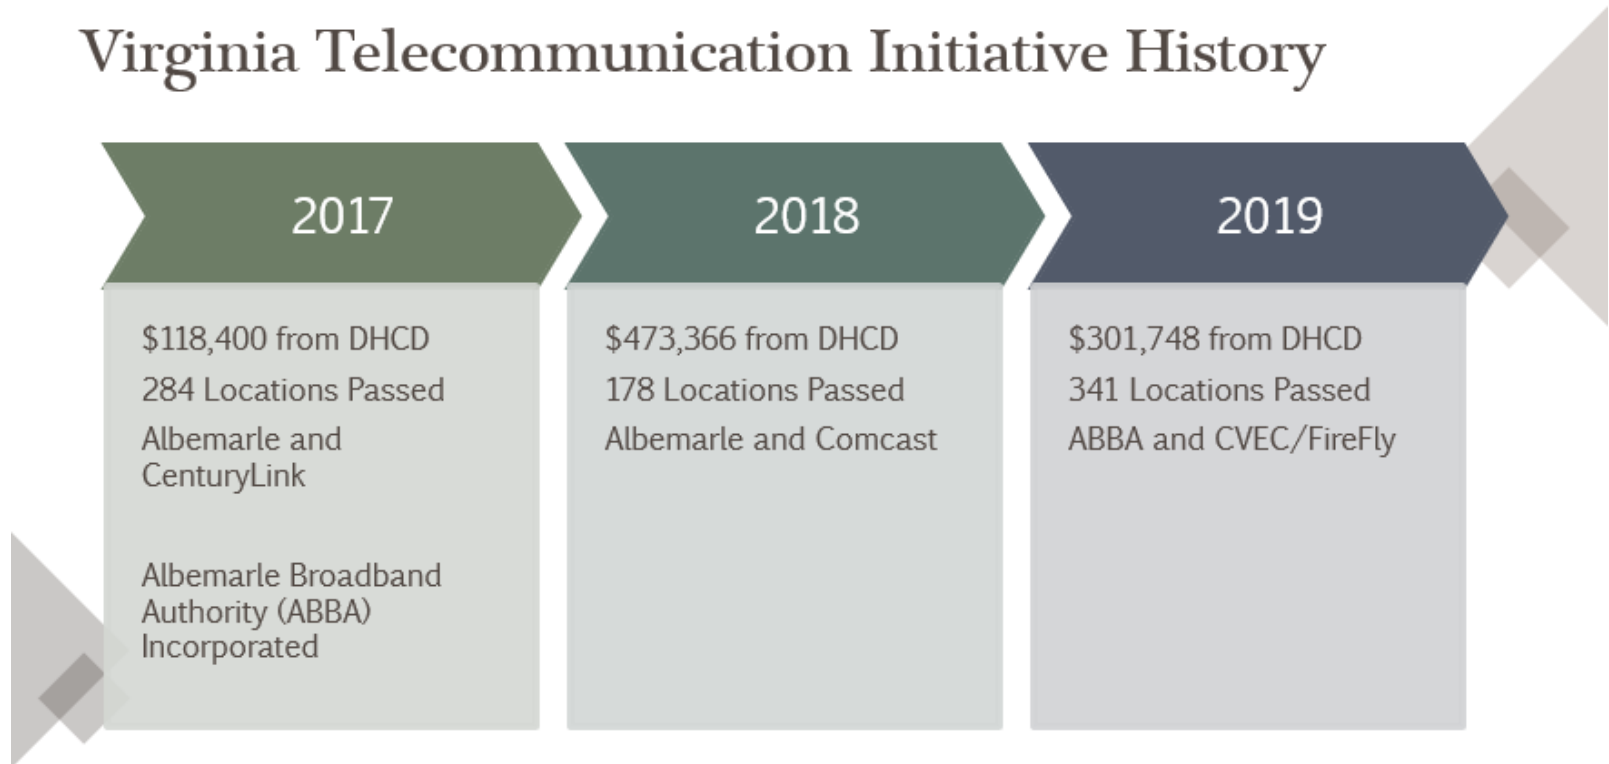 Virginia Telecommunication Initiative History
2017
$118,400 from DHCD
284 Locations Passed
Albemarle and
CenturyLink
Albemarle Broadband
Authority (ABBA)
Incorporated
2018
$473,366 from DHCD
178 Locations Passed
Albemarle and Comcast
2019
$301,748 from DHCD
341 Locations Passed
ABBA and CVEC/FireFly